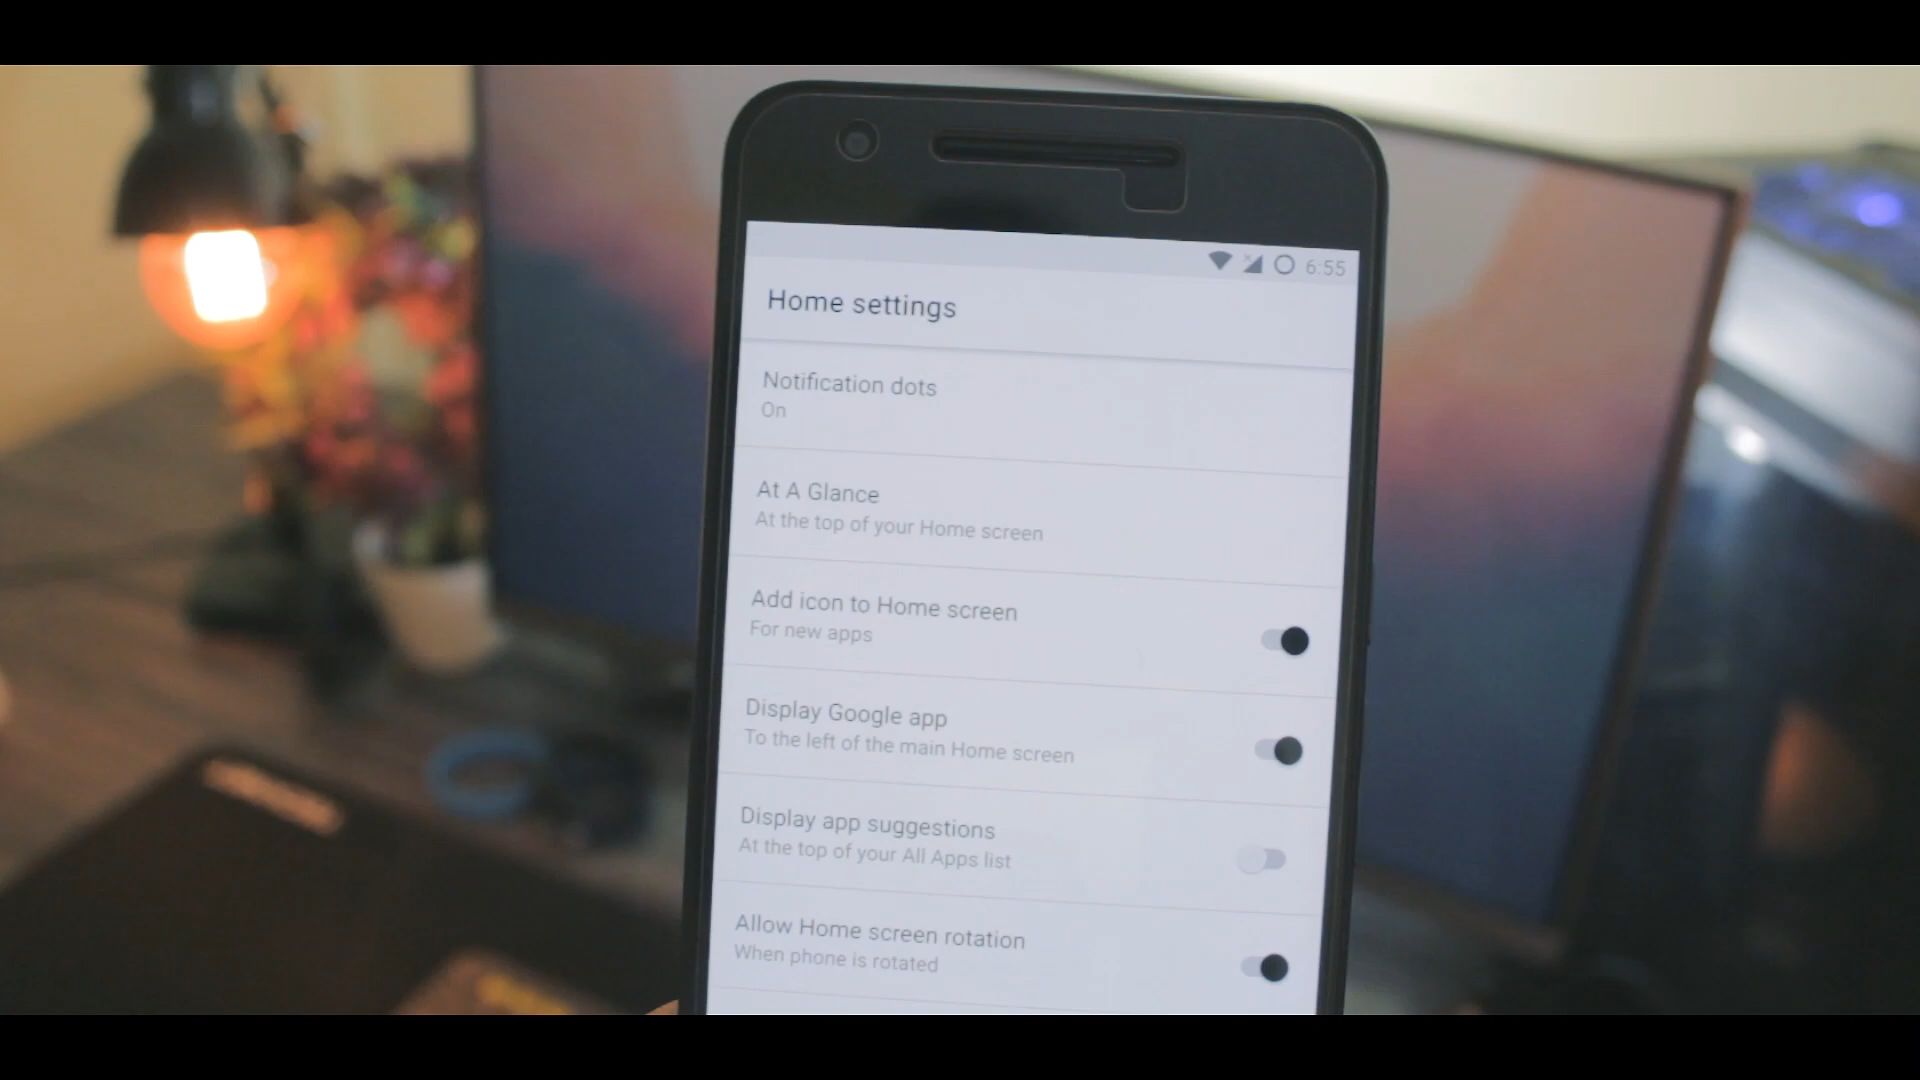 6:55
Home settings
Notification dots
On
At A Glance
At the top of your Home screen
Add icon to Home screen
For new apps
Display Google app
To the left of the main Home screen
Display app suggestions
At the top of your All Apps list
Allow Home screen rotation
When phone is rotated